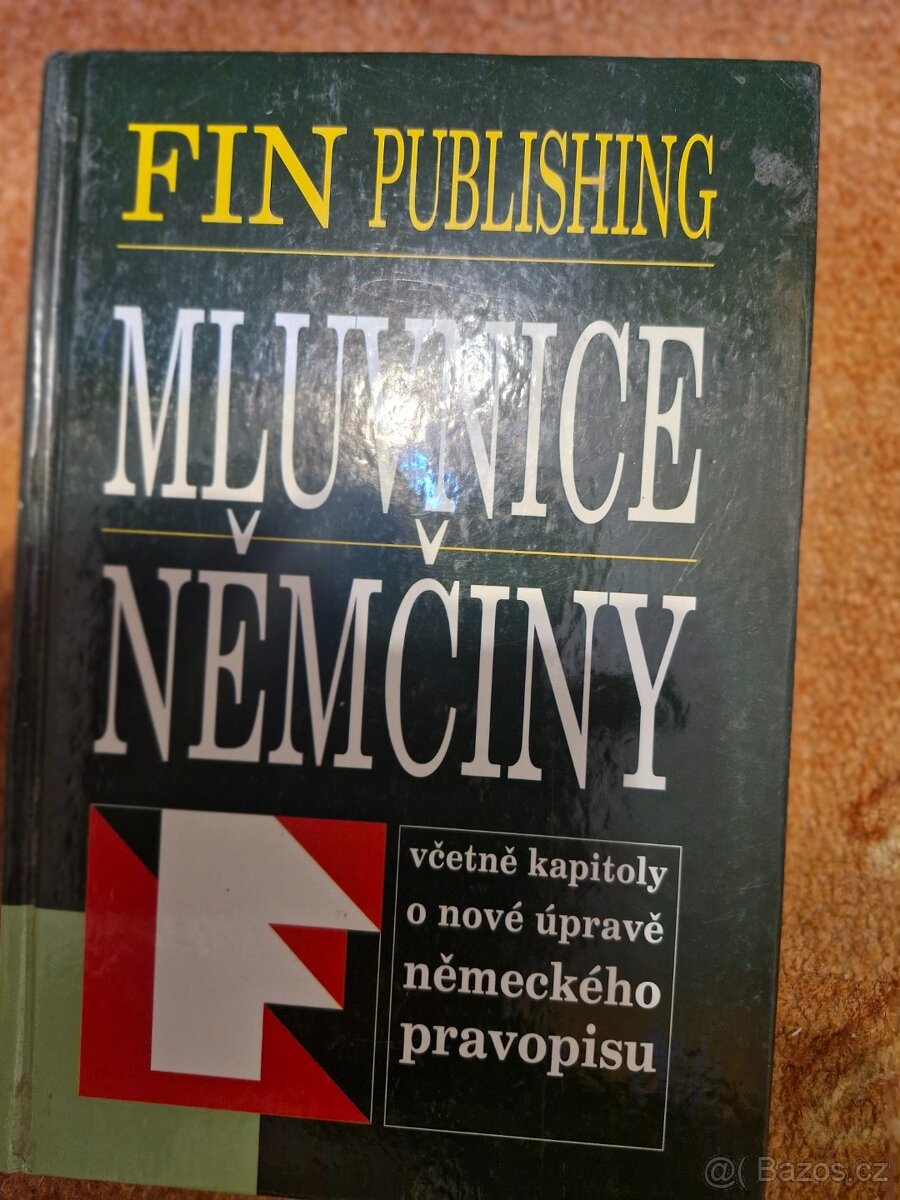 FIN PUBLISHING
MLUVNICE
NĚMČINY
včetně kapitoly
o nové úpravě
německého
pravopisu
@( Bazos.cz